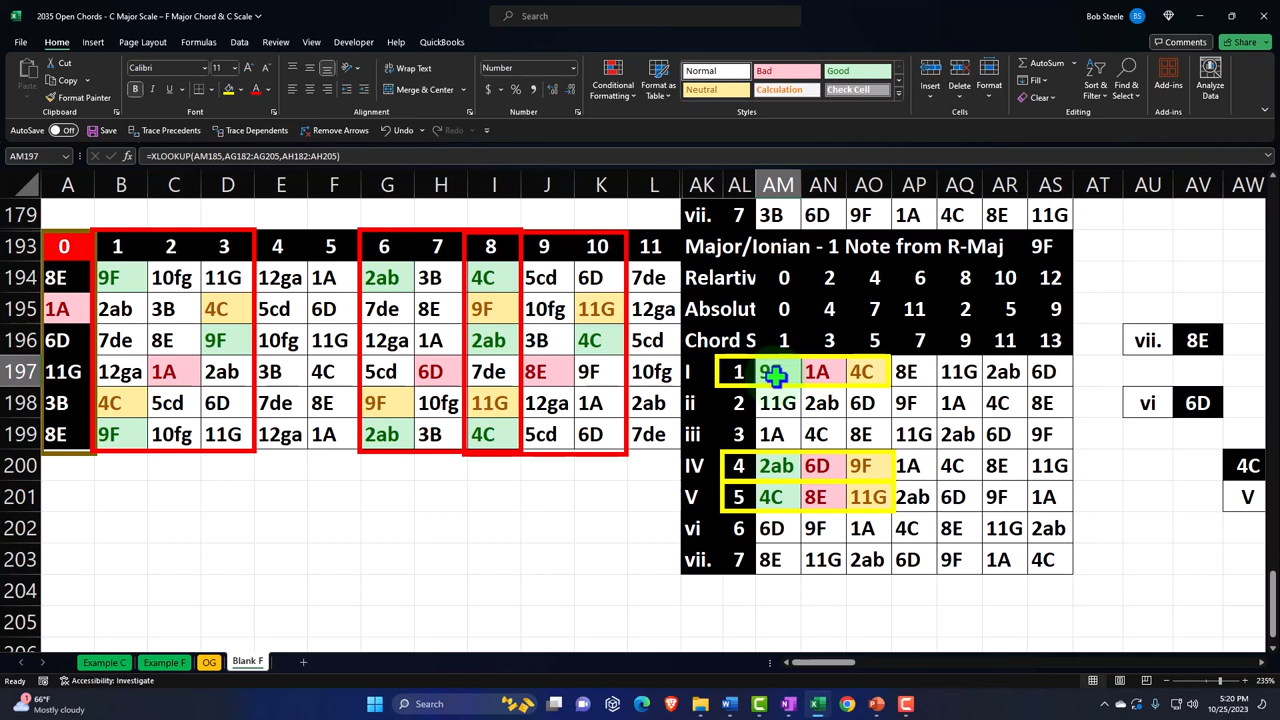 2035 Open Chords - C Major Scale – F Major Chord & C Scale
Search
Bob Steele BS
File Home Insert Page Layout Formulas Data Review View Developer Help QuickBooks Comments Share
Cut
Copy
Format Painter
Paste
Clipboard
Calibri 11
B I U
Font
Wrap Text
Merge & Center
Alignment
Number
Number
Conditional Formatting
Format as Table
Normal Bad Good
Neutral Calculation Check Cell
Styles
Insert Delete Format
Cells
AutoSum
Fill
Clear
Sort & Filter
Find & Select
Editing
Add-ins
Add-ins
Analyze Data
AutoSave Off Save Trace Precedents Trace Dependents Remove Arrows Undo Redo
AM197 fx =XLOOKUP(AM185,AG182:AG205,AH182:AH205)
A B C D E F G H I J K L AK AL AM AN AO AP AQ AR AS AT AU AV AW
179 vii. 7 3B 6D 9F 1A 4C 8E 11G
193 0 1 2 3 4 5 6 7 8 9 10 11 Major/Ionian - 1 Note from R-Maj 9F
194 8E 9F 10fg 11G 12ga 1A 2ab 3B 4C 5cd 6D 7de Relartiv 0 2 4 6 8 10 12
195 1A 2ab 3B 4C 5cd 6D 7de 8E 9F 10fg 11G 12ga Absolut 0 4 7 11 2 5 9
196 6D 7de 8E 9F 10fg 11G 12ga 1A 2ab 3B 4C 5cd Chord S 1 3 5 7 9 11 13 vii. 8E
197 11G 12ga 1A 2ab 3B 4C 5cd 6D 7de 8E 9F 10fg I 1 1A 4C 8E 11G 2ab 6D
198 3B 4C 5cd 6D 7de 8E 9F 10fg 11G 12ga 1A 2ab ii 2 11G 2ab 6D 9F 1A 4C 8E vi 6D
199 8E 9F 10fg 11G 12ga 1A 2ab 3B 4C 5cd 6D 7de iii 3 1A 4C 8E 11G 2ab 6D 9F
200 IV 4 2ab 6D 9F 1A 4C 8E 11G 4C
201 V 5 4C 8E 11G 2ab 6D 9F 1A V
202 vi 6 6D 9F 1A 4C 8E 11G 2ab
203 vii. 7 8E 11G 2ab 6D 9F 1A 4C
204
205
Example C Example F OG Blank F
Ready Accessibility: Investigate 235%
66°F
Mostly cloudy
Search
5:20 PM
10/25/2023